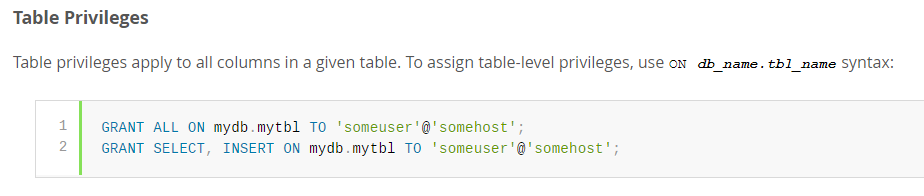 Table Privileges
Table privileges apply to all columns in a given table. To assign table-level privileges, use ON db_name.tbl_name syntax:
1 GRANT ALL ON mydb.mytbl TO 'someuser'@'somehost';
2 GRANT SELECT, INSERT ON mydb.mytbl TO 'someuser'@'somehost';